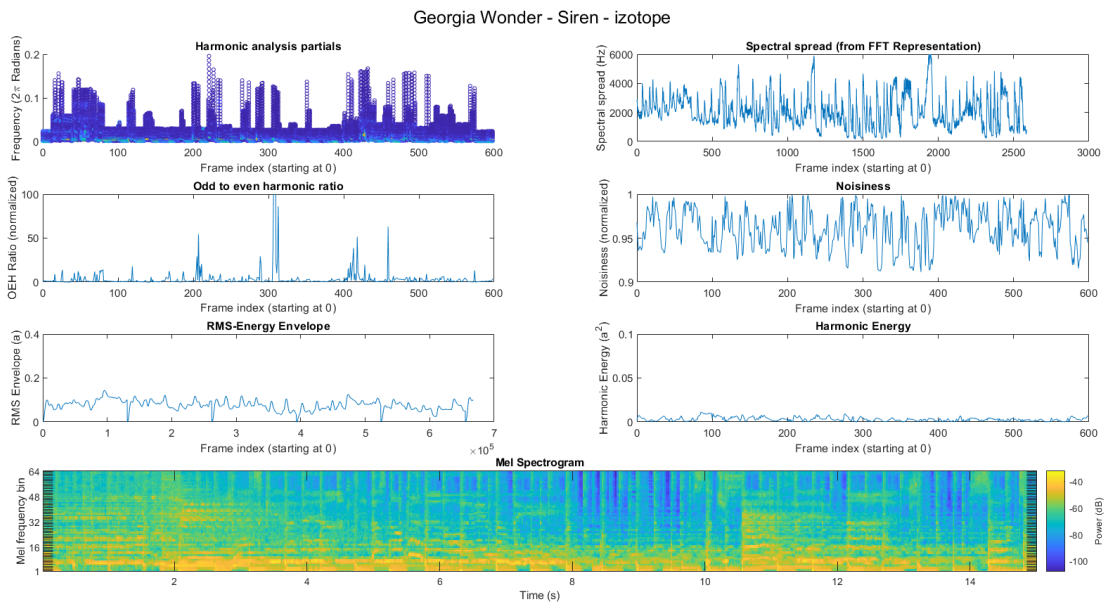 Georgia Wonder - Siren - izotope
Harmonic analysis partials
Frequency (2π Radians)
0.2
0.1
0
0 100 200 300 400 500 600
Frame index (starting at 0)
Spectral spread (from FFT Representation)
Spectral spread (Hz)
6000
4000
2000
0
0 500 1000 1500 2000 2500 3000
Frame index (starting at 0)
Odd to even harmonic ratio
OEH Ratio (normalized)
100
50
0
0 100 200 300 400 500 600
Frame index (starting at 0)
Noisiness
Noisiness (normalized)
1
0.95
0.9
0 100 200 300 400 500 600
Frame index (starting at 0)
RMS-Energy Envelope
RMS Envelope (a)
0.4
0.2
0
0 1 2 3 4 5 6 7
×10^5
Frame index (starting at 0)
Harmonic Energy
Harmonic Energy (a^2)
0.1
0.05
0
0 100 200 300 400 500 600
Frame index (starting at 0)
Mel Spectrogram
Mel frequency bin
64
48
32
16
1
2 4 6 8 10 12 14
Time (s)
-40
-60
-80
-100
Power (dB)